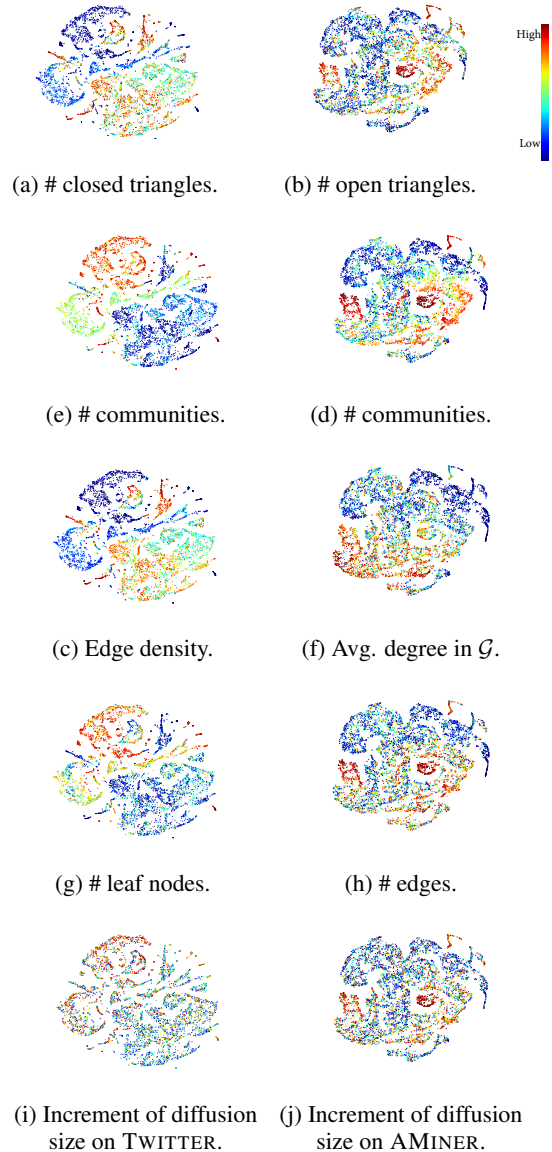 High
Low
(a) # closed triangles.
(b) # open triangles.
(e) # communities.
(d) # communities.
(c) Edge density.
(f) Avg. degree in 𝒢.
(g) # leaf nodes.
(h) # edges.
(i) Increment of diffusion
size on TWITTER.
(j) Increment of diffusion
size on AMINER.